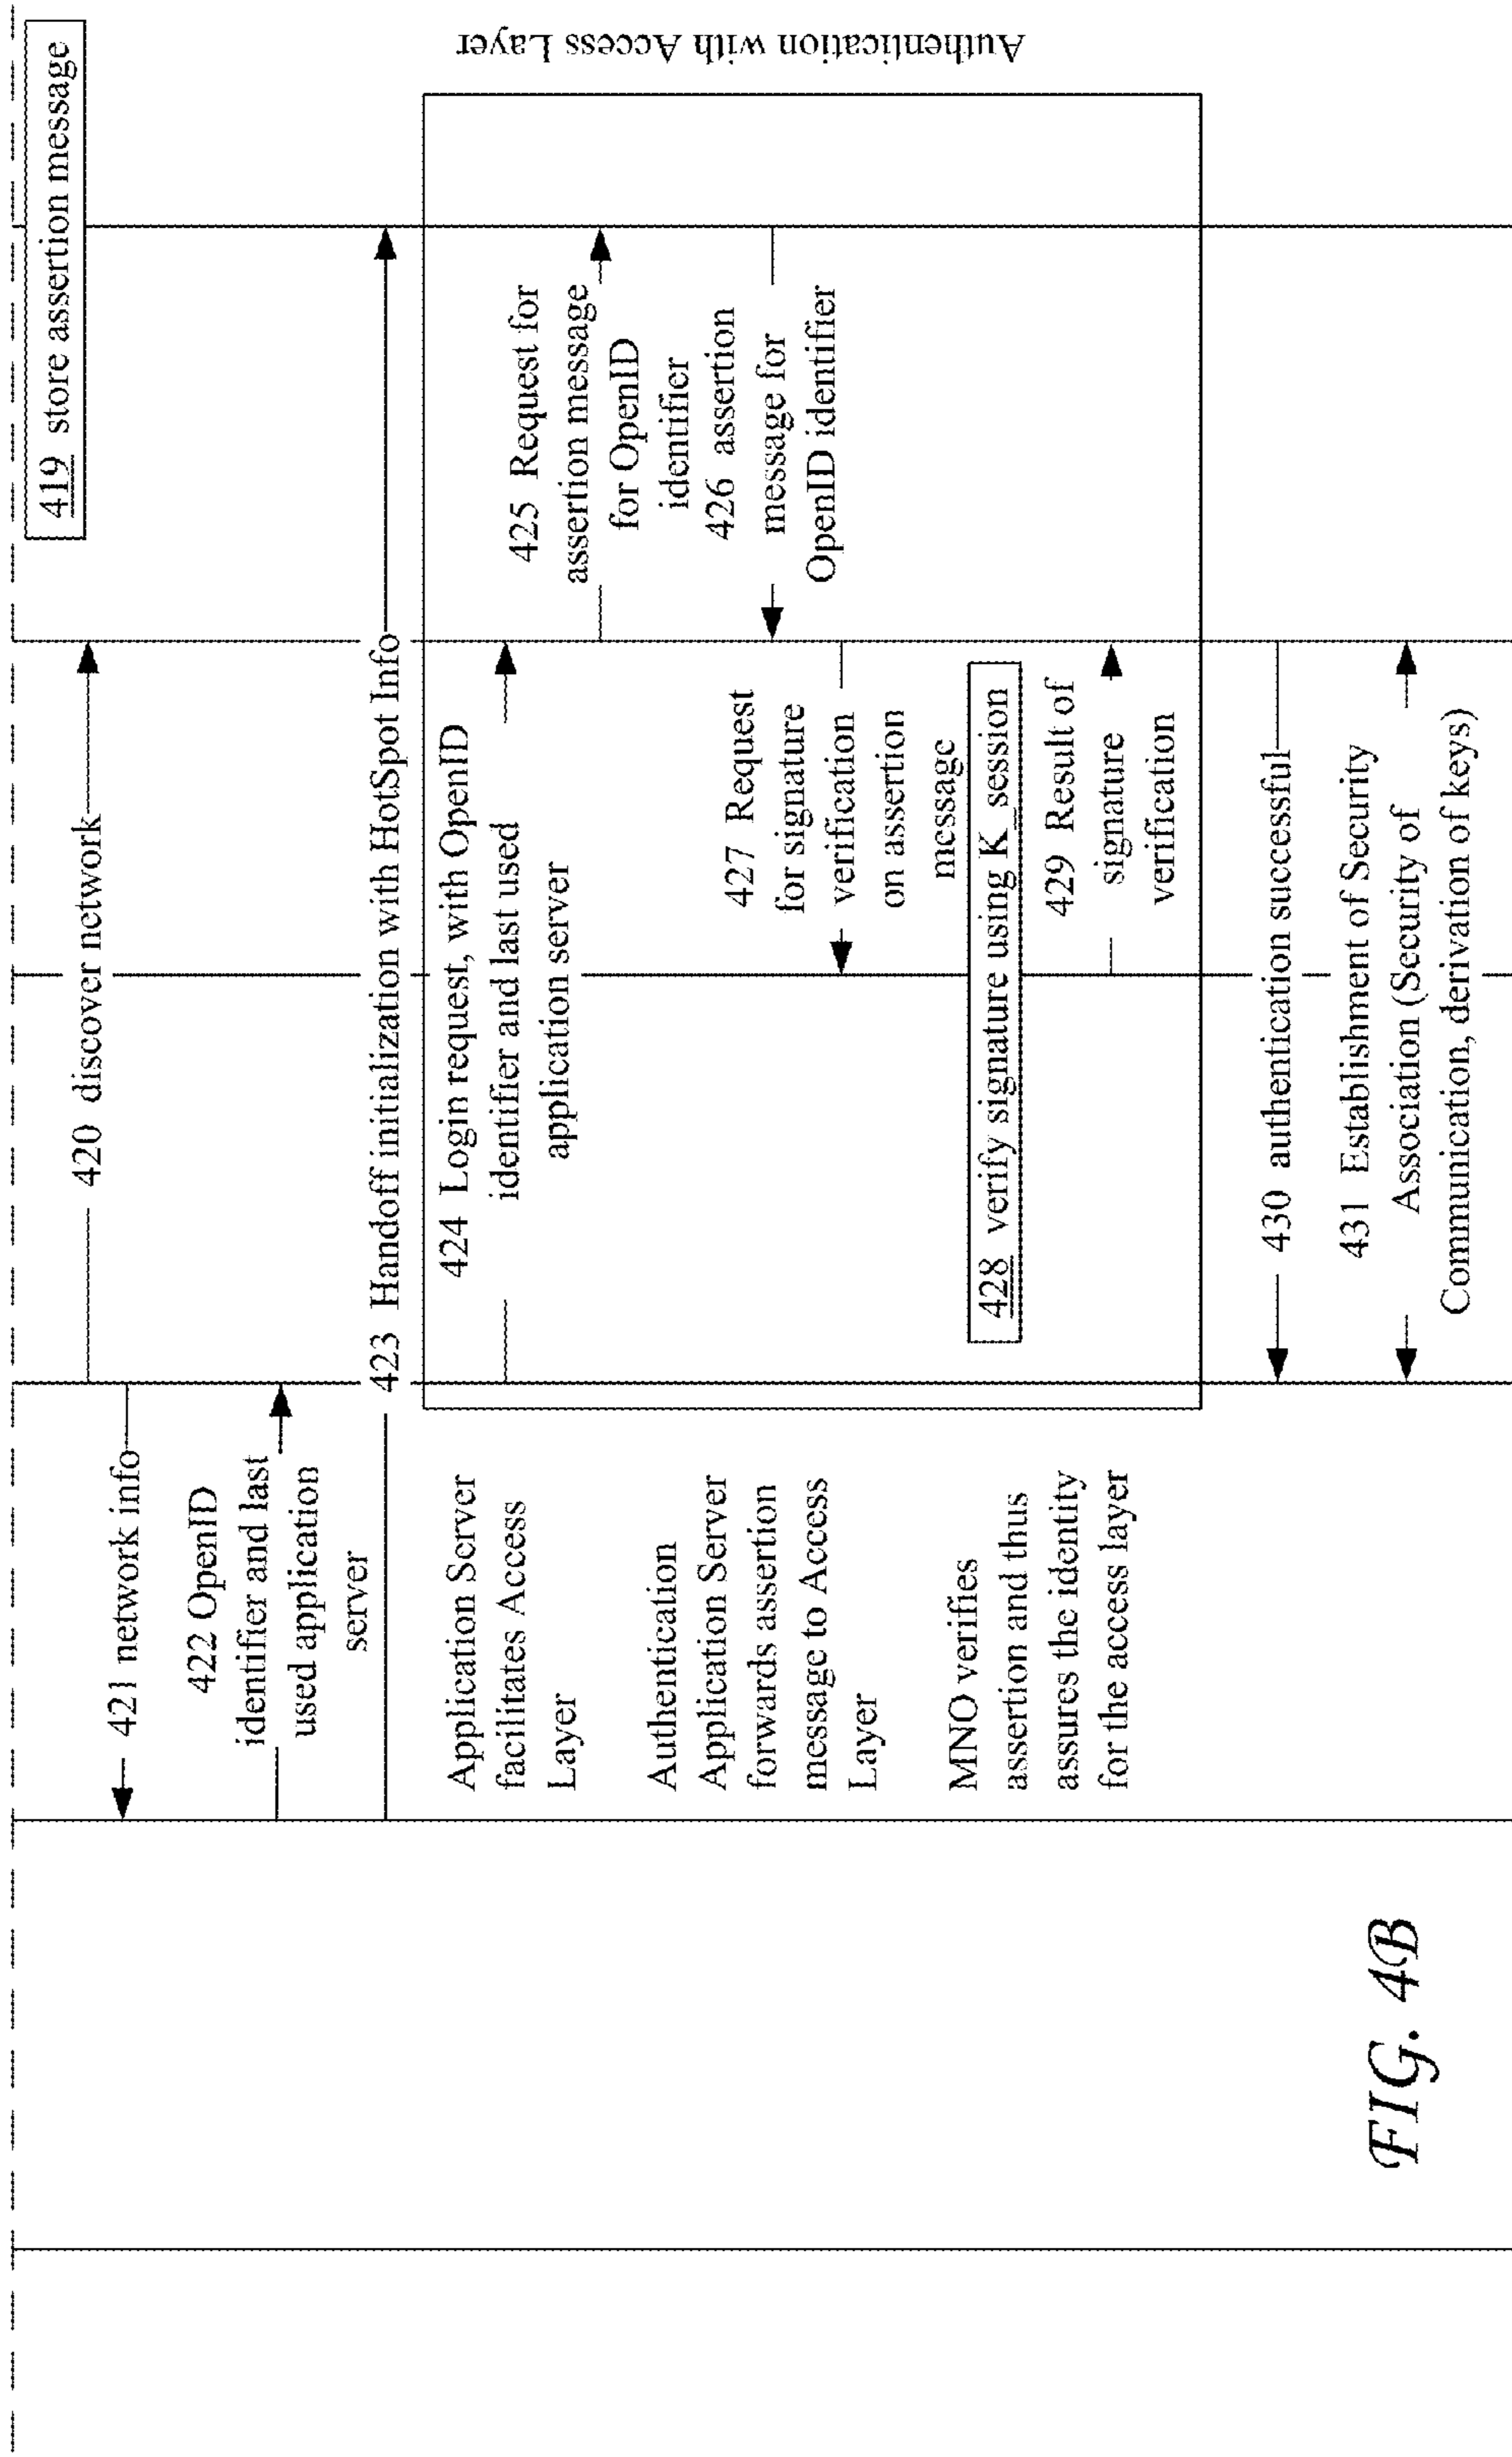 419 store assertion message
420 discover network
421 network info
422 OpenID
identifier and last
used application
server
423 Handoff initialization with HotSpot Info
Authentication with Access Layer
424 Login request, with OpenID
identifier and last used
application server
Application Server
facilitates Access
Layer
425 Request for
assertion message
for OpenID
identifier
426 assertion
message for
OpenID identifier
Authentication
Application Server
forwards assertion
message to Access
Layer
427 Request
for signature
verification
on assertion
message
428 verify signature using K_session
MNO verifies
assertion and thus
assures the identity
for the access layer
429 Result of
signature
verification
430 authentication successful
431 Establishment of Security
Association (Security of
Communication, derivation of keys)
FIG. 4B